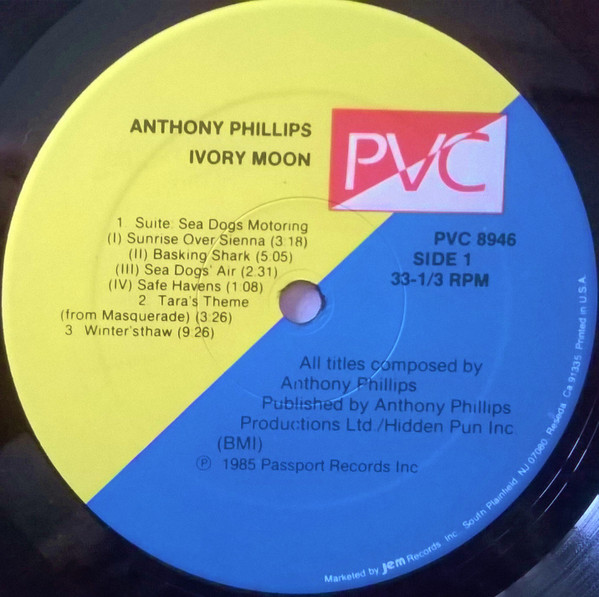 ANTHONY PHILLIPS
IVORY MOON
PVC
1 Suite: Sea Dogs Motoring
(I) Sunrise Over Sienna (3:18)
(II) Basking Shark (5.05)
(III) Sea Dogs' Air (2.31)
(IV) Safe Havens (1:08)
2. Tara's Theme
(from Masquerade) (3:26)
3 Winter'sthaw (9:26)
PVC 8946
SIDE 1
33-1/3 RPM
All titles composed by
Anthony Phillips
Published by Anthony Phillips
Productions Ltd./Hidden Pun Inc.
(BMI)
℗ 1985 Passport Records Inc
Marketed by Jem Records, Inc. South Plainfield, NJ 07080 Reseda, Ca 91335 Printed in U.S.A.